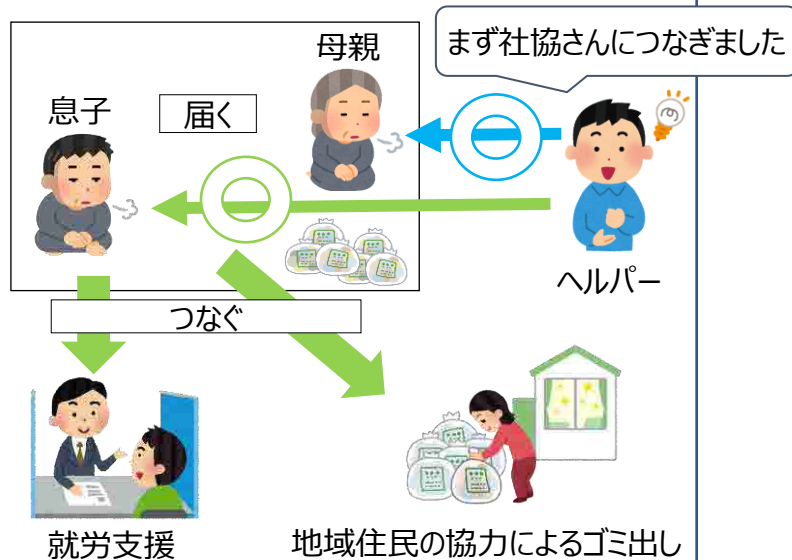 まず社協さんにつなぎました
母親
息子
届く
ヘルパー
つなぐ
就労支援
地域住民の協力によるゴミ出し